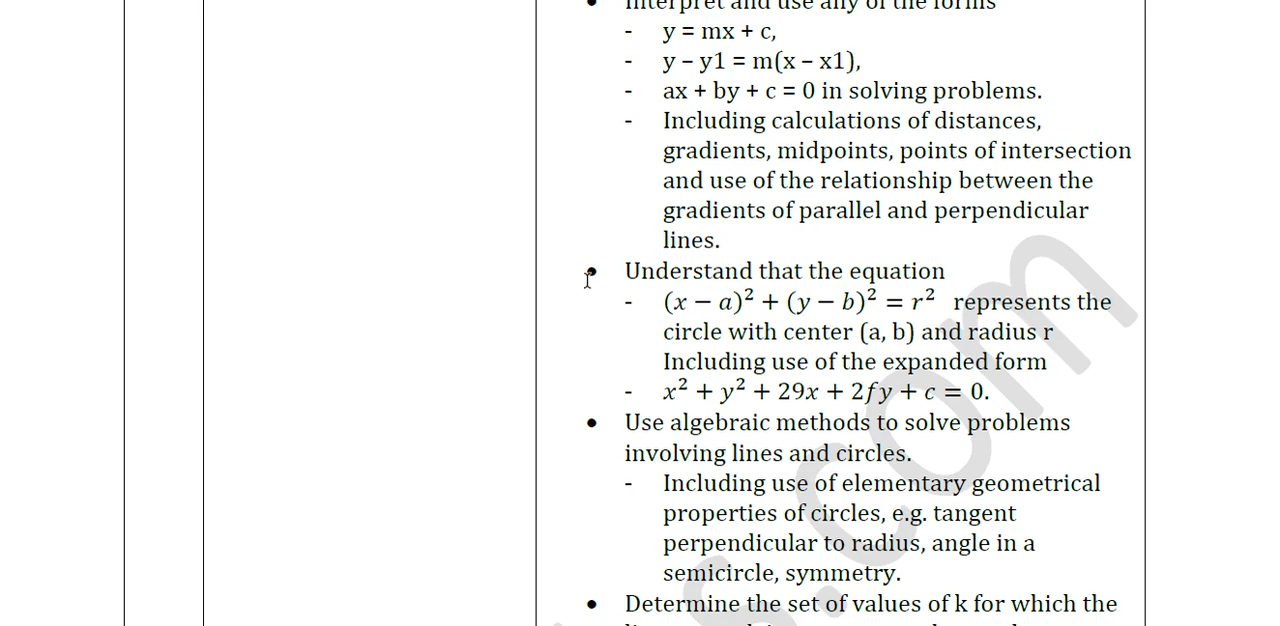 Interpret and use any of the forms
- y = mx + c,
- y – y1 = m(x – x1),
- ax + by + c = 0 in solving problems.
- Including calculations of distances,
gradients, midpoints, points of intersection
and use of the relationship between the
gradients of parallel and perpendicular
lines.
• Understand that the equation
- (x − a)² + (y − b)² = r² represents the
circle with center (a, b) and radius r
Including use of the expanded form
- x² + y² + 29x + 2fy + c = 0.
• Use algebraic methods to solve problems
involving lines and circles.
- Including use of elementary geometrical
properties of circles, e.g. tangent
perpendicular to radius, angle in a
semicircle, symmetry.
• Determine the set of values of k for which the
s.com